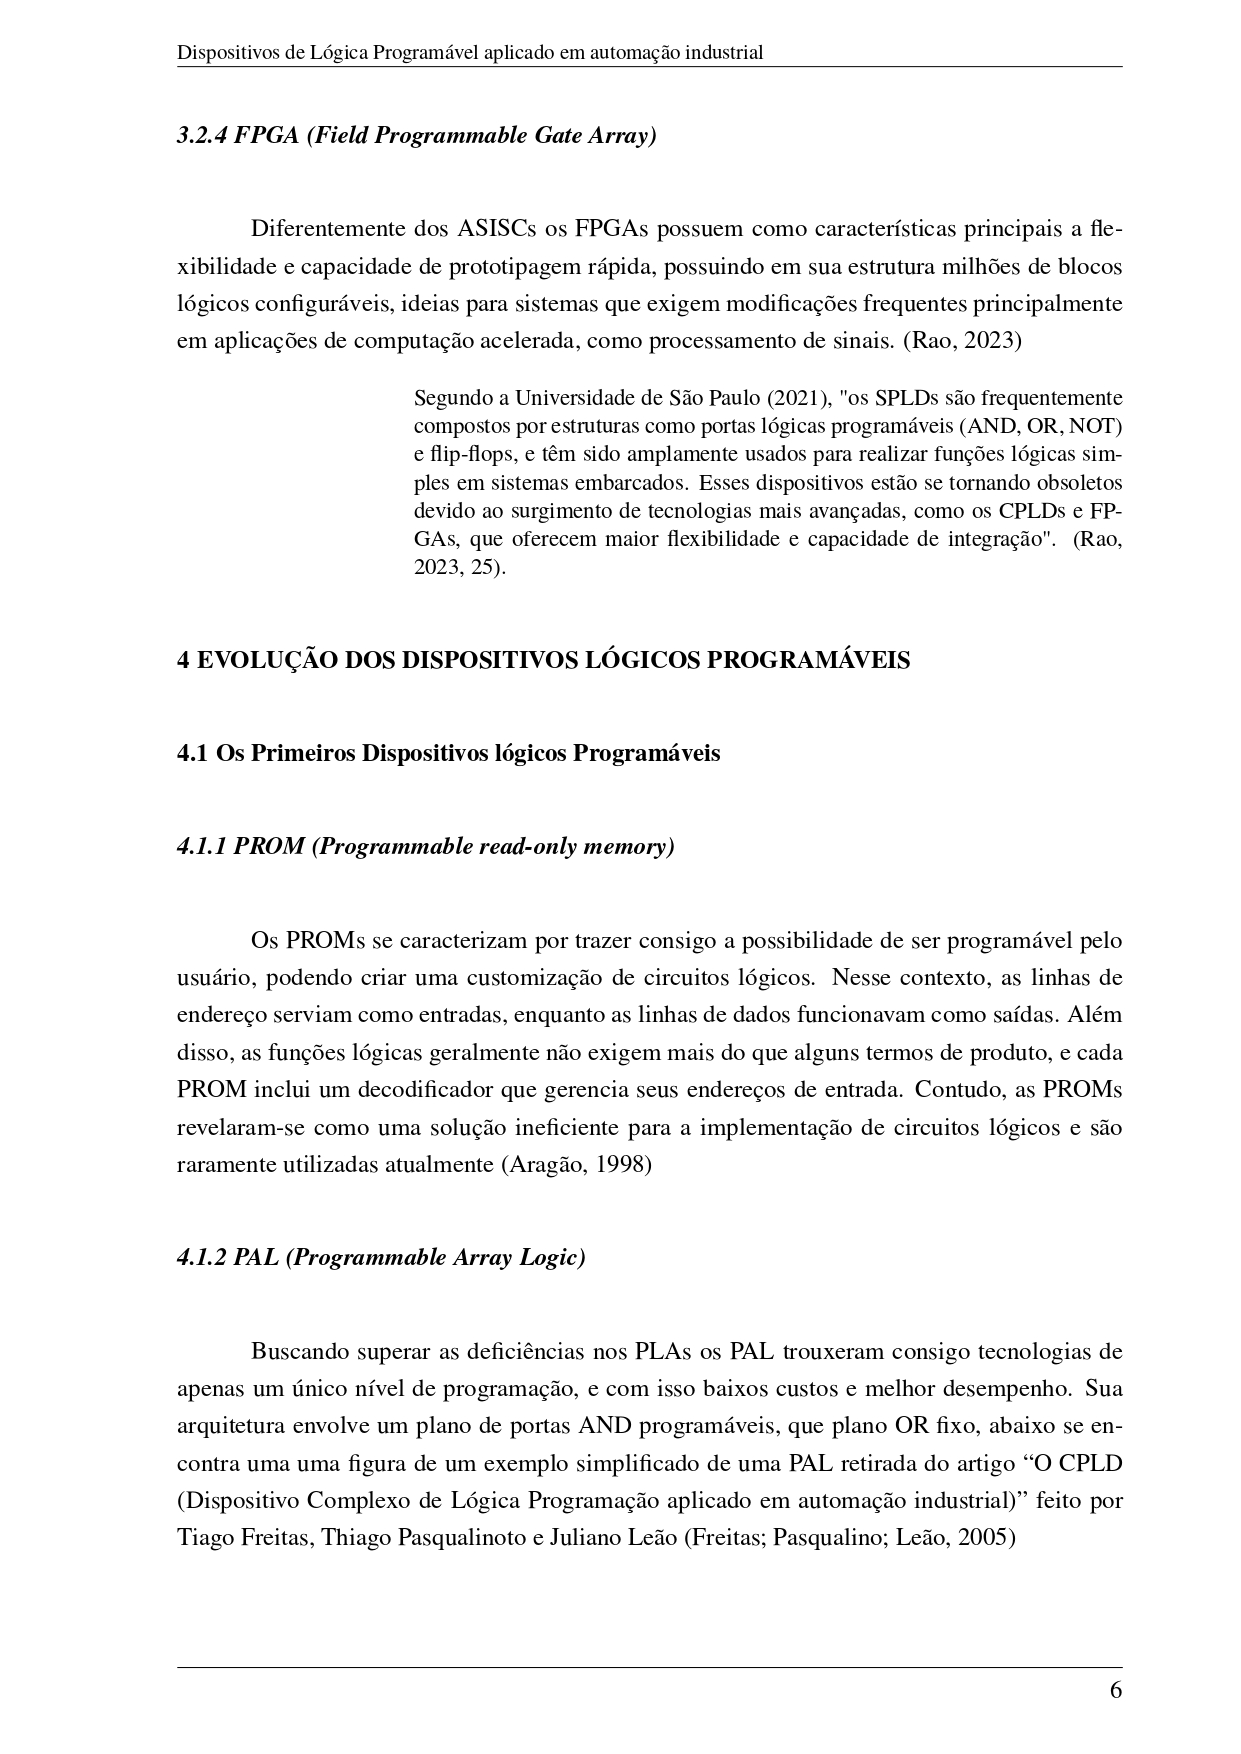 Dispositivos de Lógica Programável aplicado em automação industrial
3.2.4 FPGA (Field Programmable Gate Array)
Diferentemente dos ASISCs os FPGAs possuem como características principais a fle-
xibilidade e capacidade de prototipagem rápida, possuindo em sua estrutura milhões de blocos
lógicos configuráveis, ideias para sistemas que exigem modificações frequentes principalmente
em aplicações de computação acelerada, como processamento de sinais. (Rao, 2023)
Segundo a Universidade de São Paulo (2021), "os SPLDs são frequentemente
compostos por estruturas como portas lógicas programáveis (AND, OR, NOT)
e flip-flops, e têm sido amplamente usados para realizar funções lógicas sim-
ples em sistemas embarcados. Esses dispositivos estão se tornando obsoletos
devido ao surgimento de tecnologias mais avançadas, como os CPLDs e FP-
GAs, que oferecem maior flexibilidade e capacidade de integração". (Rao,
2023, 25).
4 EVOLUÇÃO DOS DISPOSITIVOS LÓGICOS PROGRAMÁVEIS
4.1 Os Primeiros Dispositivos lógicos Programáveis
4.1.1 PROM (Programmable read-only memory)
Os PROMs se caracterizam por trazer consigo a possibilidade de ser programável pelo
usuário, podendo criar uma customização de circuitos lógicos. Nesse contexto, as linhas de
endereço serviam como entradas, enquanto as linhas de dados funcionavam como saídas. Além
disso, as funções lógicas geralmente não exigem mais do que alguns termos de produto, e cada
PROM inclui um decodificador que gerencia seus endereços de entrada. Contudo, as PROMs
revelaram-se como uma solução ineficiente para a implementação de circuitos lógicos e são
raramente utilizadas atualmente (Aragão, 1998)
4.1.2 PAL (Programmable Array Logic)
Buscando superar as deficiências nos PLAs os PAL trouxeram consigo tecnologias de
apenas um único nível de programação, e com isso baixos custos e melhor desempenho. Sua
arquitetura envolve um plano de portas AND programáveis, que plano OR fixo, abaixo se en-
contra uma uma figura de um exemplo simplificado de uma PAL retirada do artigo “O CPLD
(Dispositivo Complexo de Lógica Programação aplicado em automação industrial)” feito por
Tiago Freitas, Thiago Pasqualinoto e Juliano Leão (Freitas; Pasqualino; Leão, 2005)
6